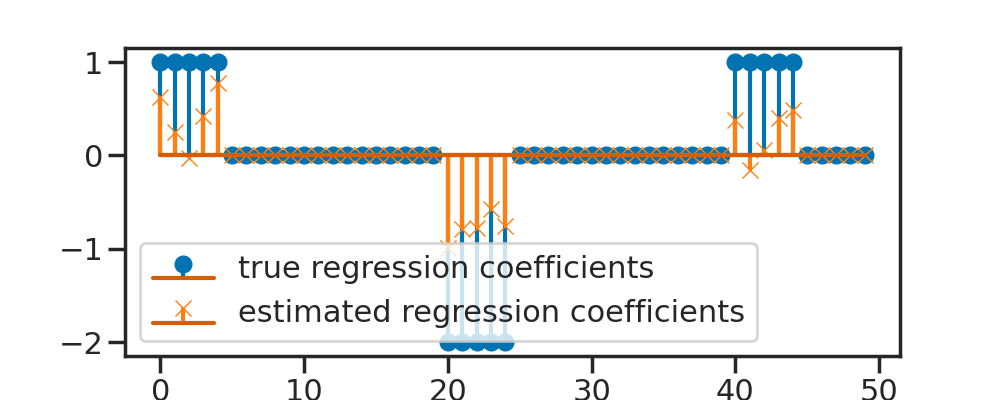 1
0
−1
−2
true regression coefficients
estimated regression coefficients
0 10 20 30 40 50